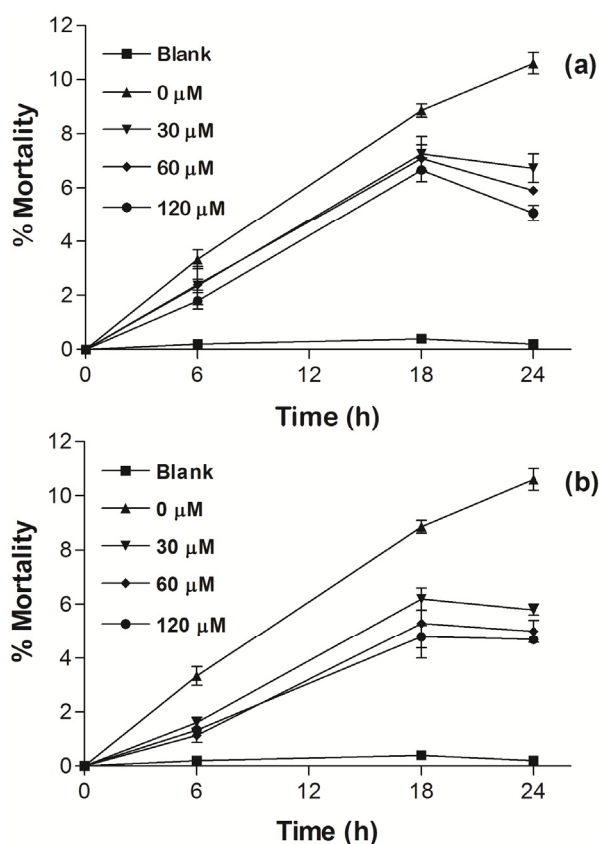 12
10
8
6
4
2
0
% Mortality
Blank
0 µM
30 µM
60 µM
120 µM
(a)
0 6 12 18 24
Time (h)
12
10
8
6
4
2
0
% Mortality
Blank
0 µM
30 µM
60 µM
120 µM
(b)
0 6 12 18 24
Time (h)